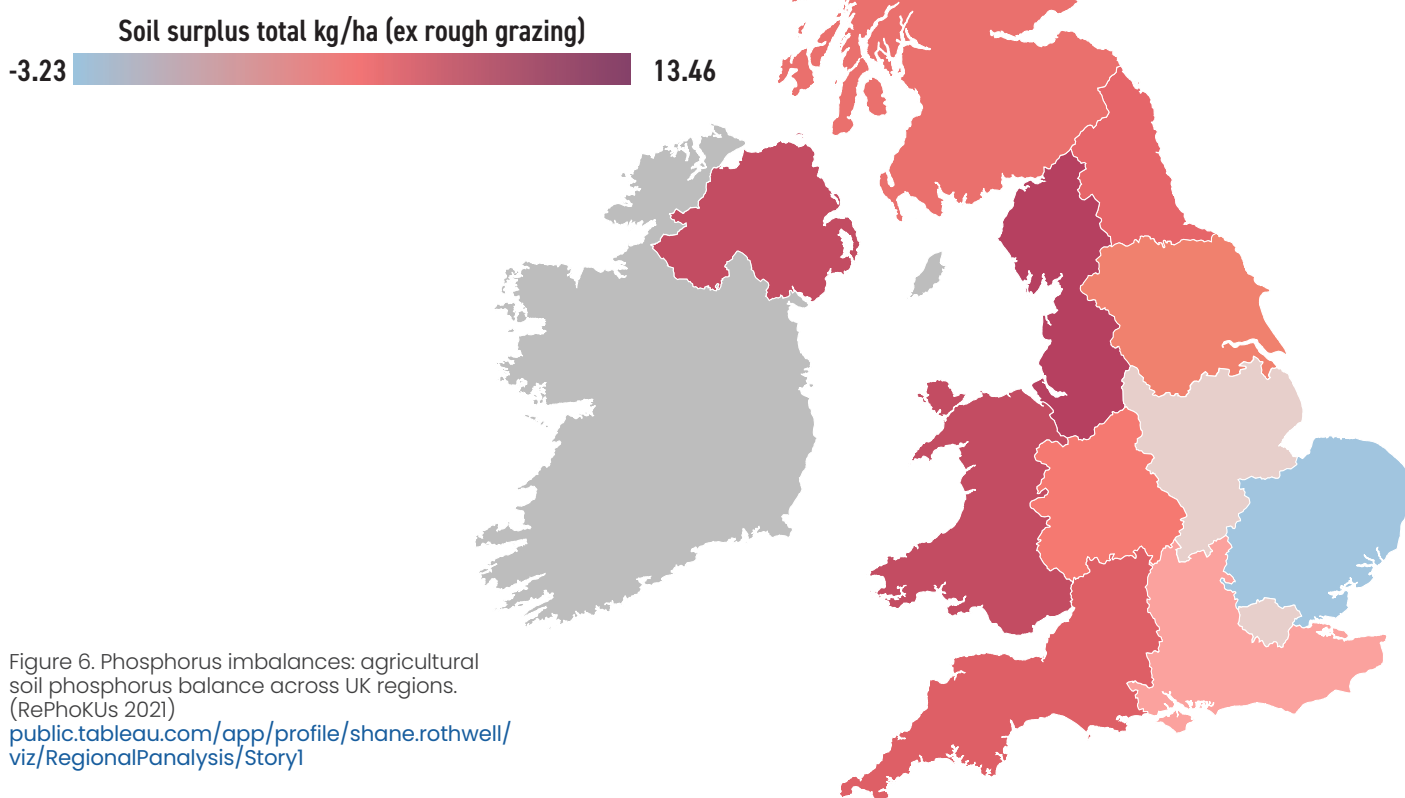 Soil surplus total kg/ha (ex rough grazing)
-3.23
13.46
Figure 6. Phosphorus imbalances: agricultural
soil phosphorus balance across UK regions.
(RePhoKUs 2021)
public.tableau.com/app/profile/shane.rothwell/
viz/RegionalPanalysis/Story1